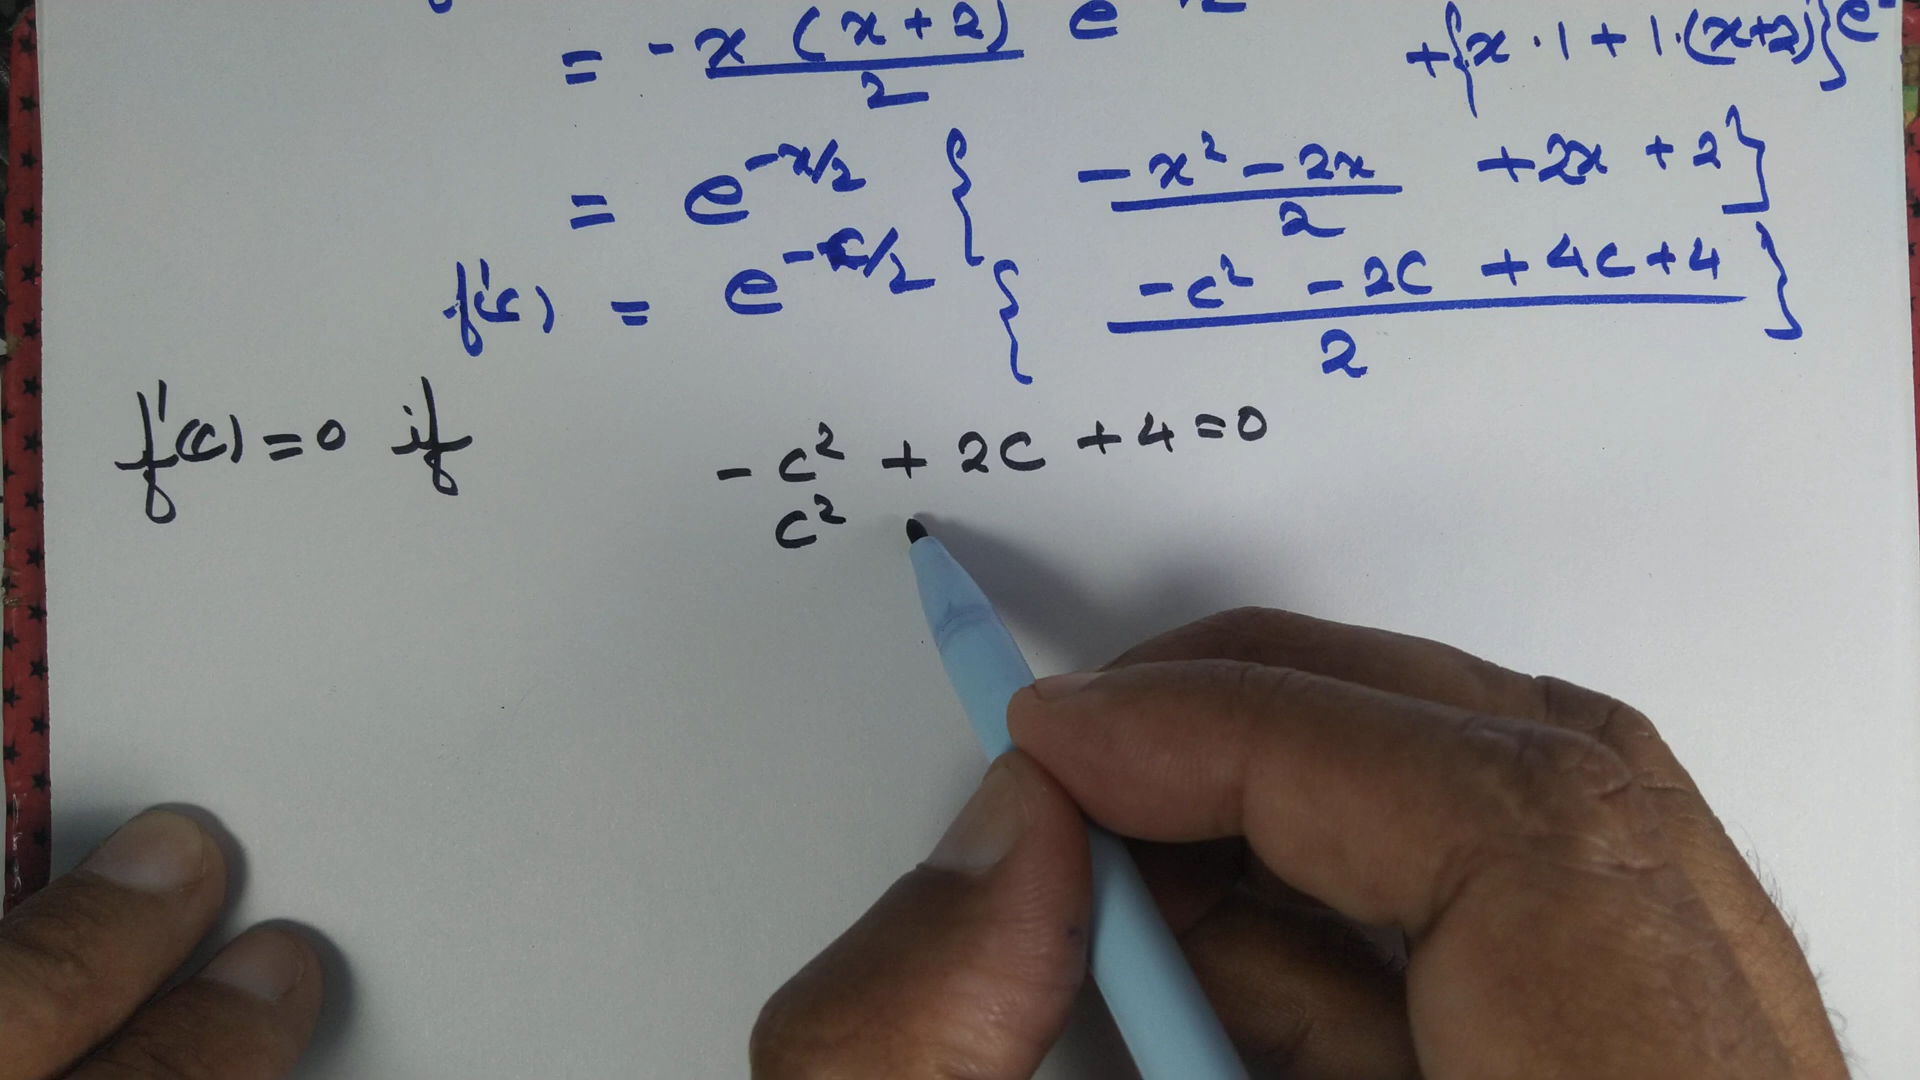 = -x (x+2)/2 e +{x·1+1·(x+2)}e
= e^{-x/2} { (-x² - 2x)/2 +2x +2}
f'(c) = e^{-c/2} { (-c² - 2c + 4c+4)/2 }
f'(c)=0 if -c² + 2c +4=0
c²